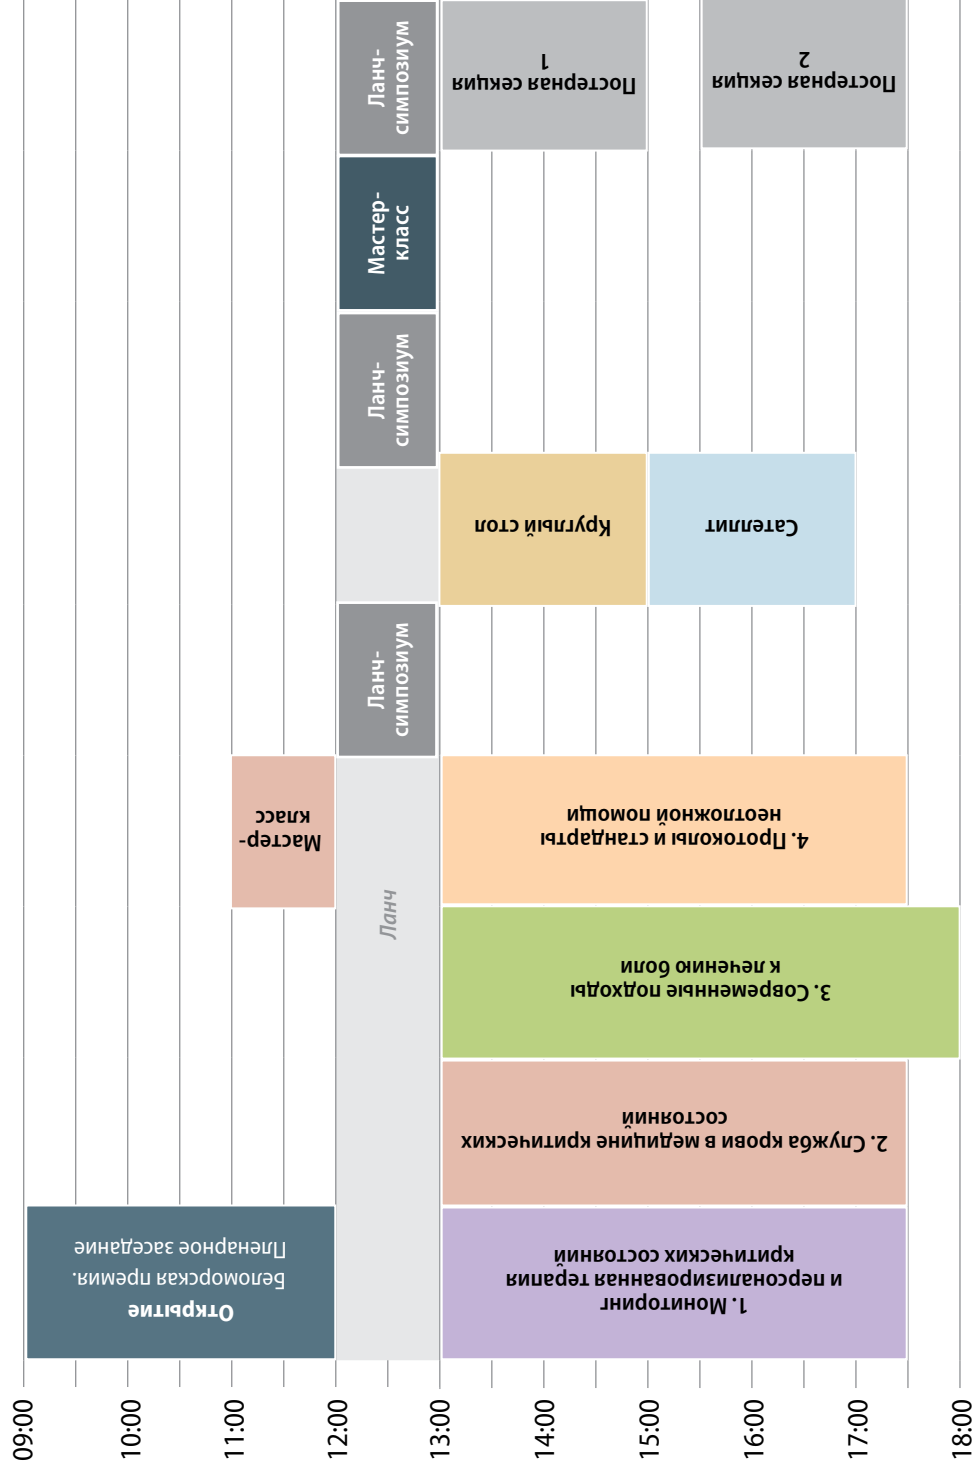 09:00
10:00
11:00
12:00
13:00
14:00
15:00
16:00
17:00
18:00
Открытие
Беломорская премия.
Пленарное заседание
1. Мониторинг
и персонализированная терапия
критических состояний
2. Служба крови в медицине критических
состояний
3. Современные подходы
к лечению боли
Мастер-
класс
Ланч
4. Протоколы и стандарты
неотложной помощи
Ланч-
симпозиум
Круглый стол
Сателлит
Ланч-
симпозиум
Мастер-
класс
Ланч-
симпозиум
Постерная секция
1
Постерная секция
2